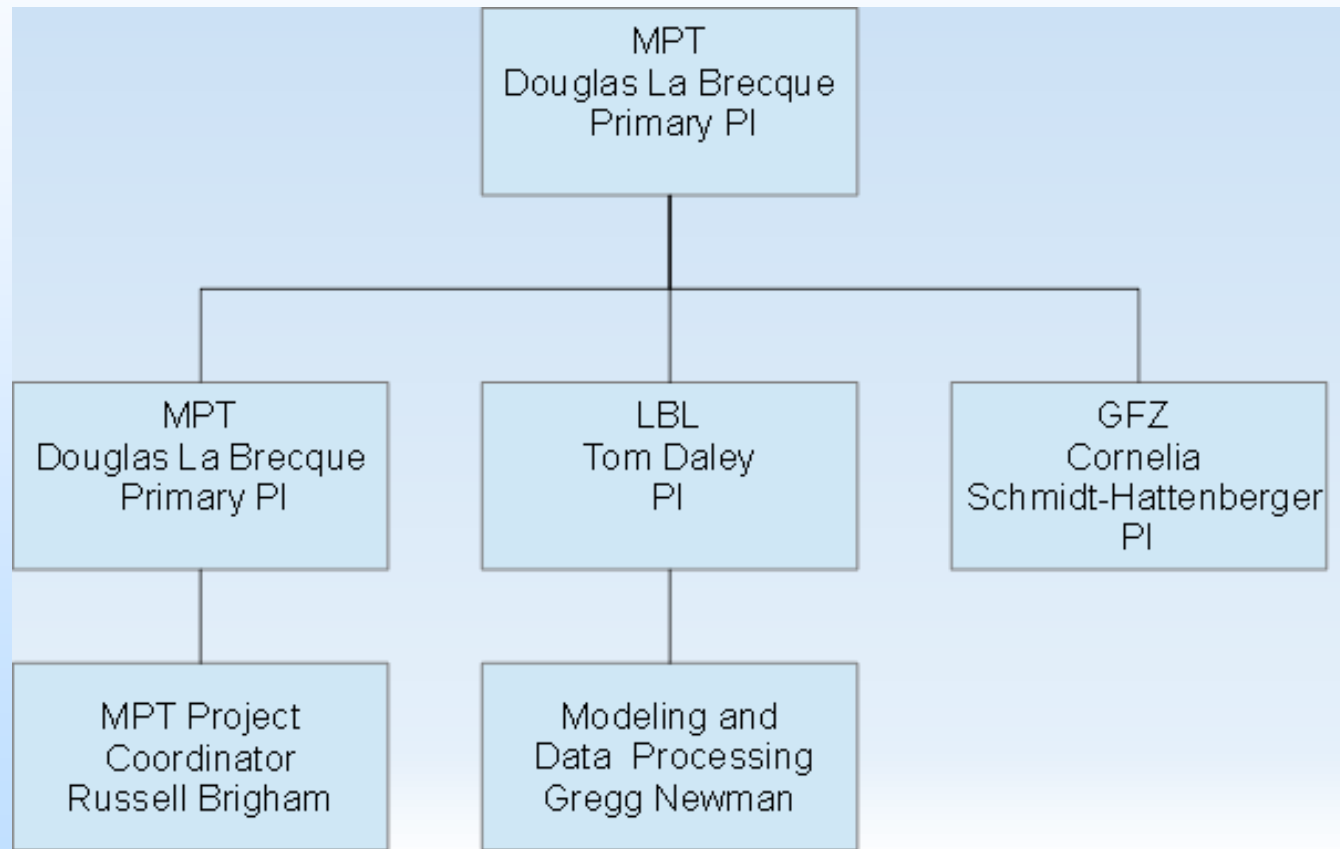 MPT
Douglas La Brecque
Primary PI
MPT
Douglas La Brecque
Primary PI
LBL
Tom Daley
PI
GFZ
Cornelia
Schmidt-Hattenberger
PI
MPT Project
Coordinator
Russell Brigham
Modeling and
Data Processing
Gregg Newman